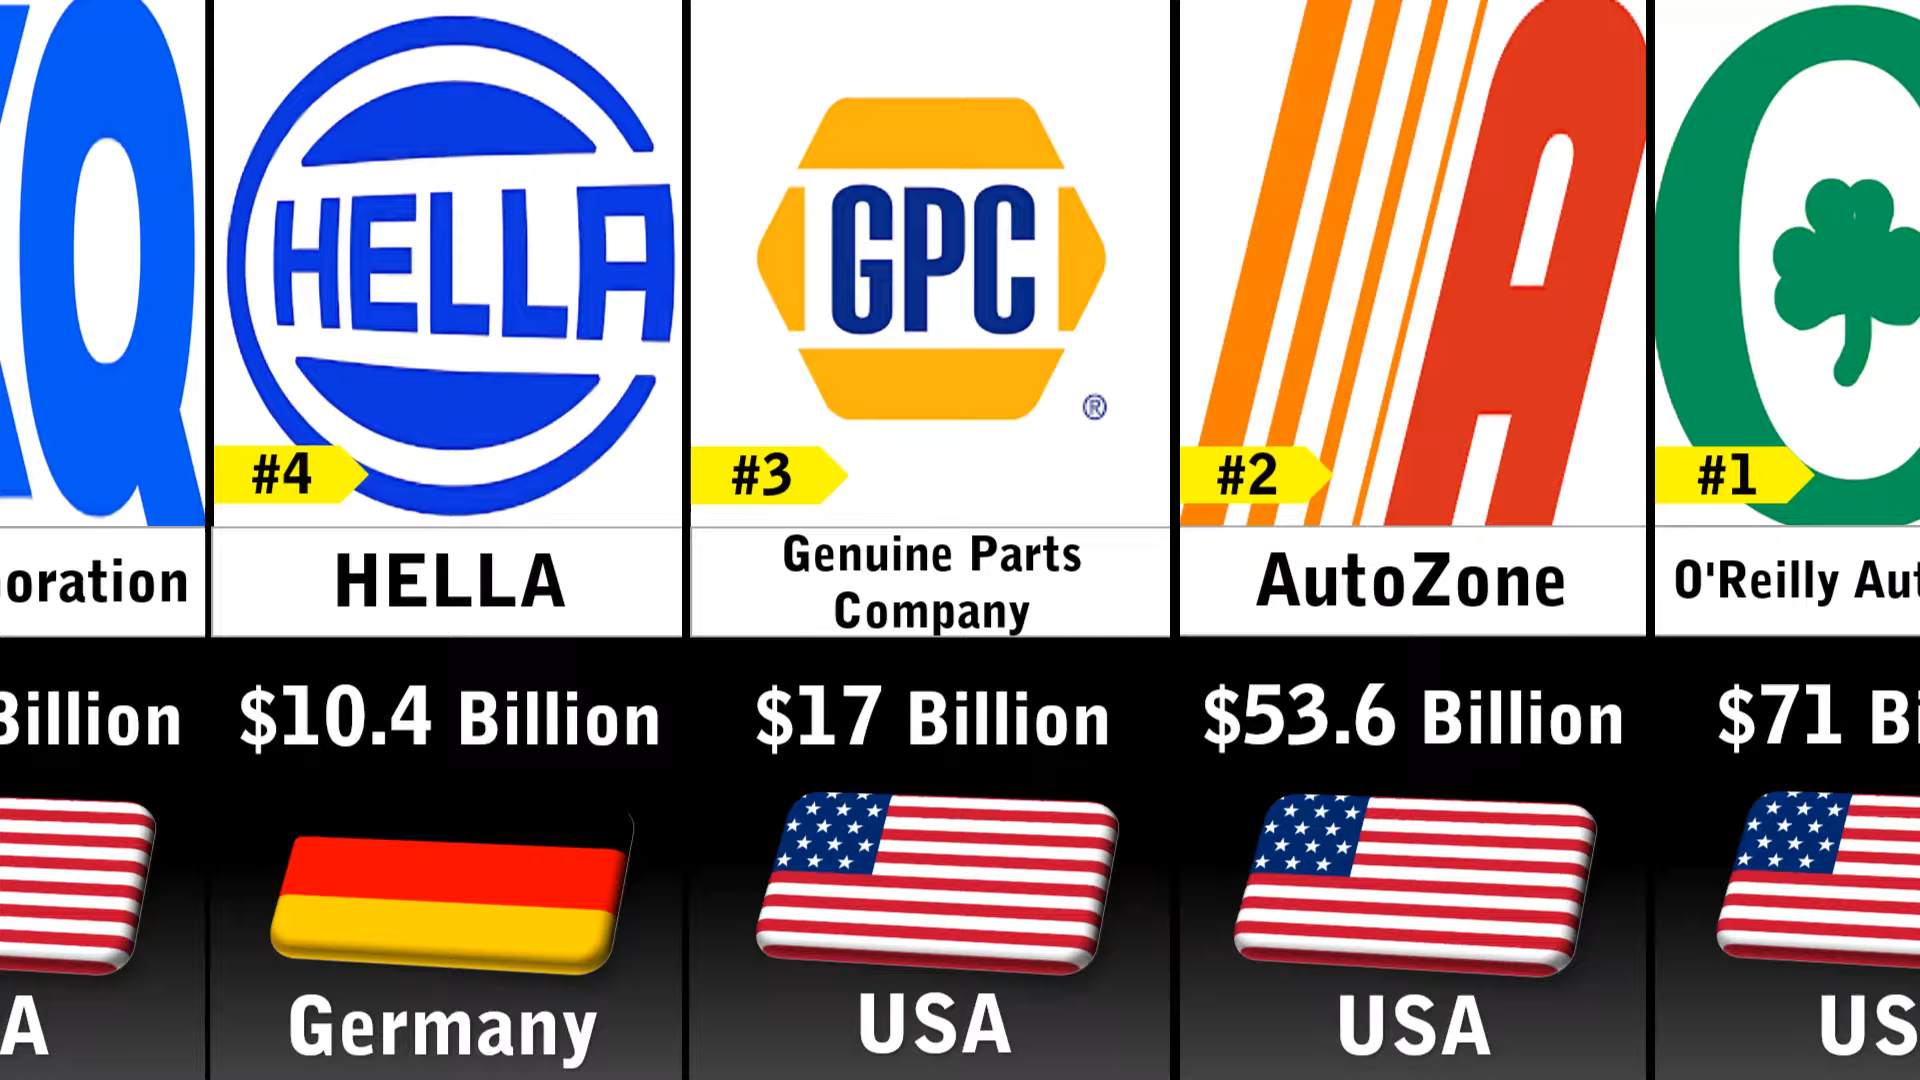 Q
HELLA
GPC
®
A
#4
#3
#2
#1
oration
HELLA
Genuine Parts
Company
AutoZone
O'Reilly Aut
Billion
$10.4 Billion
$17 Billion
$53.6 Billion
$71 Bi
A
Germany
USA
USA
US